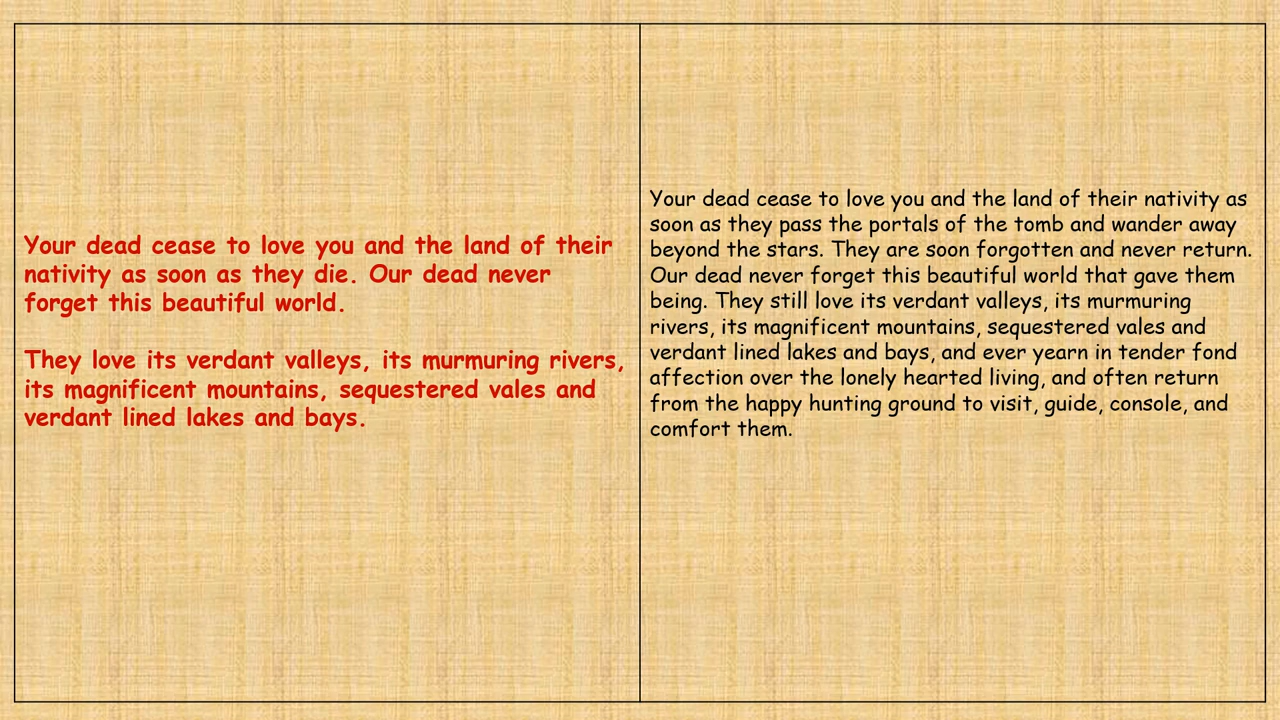 Your dead cease to love you and the land of their
nativity as soon as they die. Our dead never
forget this beautiful world.
They love its verdant valleys, its murmuring rivers,
its magnificent mountains, sequestered vales and
verdant lined lakes and bays.
Your dead cease to love you and the land of their nativity as
soon as they pass the portals of the tomb and wander away
beyond the stars. They are soon forgotten and never return.
Our dead never forget this beautiful world that gave them
being. They still love its verdant valleys, its murmuring
rivers, its magnificent mountains, sequestered vales and
verdant lined lakes and bays, and ever yearn in tender fond
affection over the lonely hearted living, and often return
from the happy hunting ground to visit, guide, console, and
comfort them.